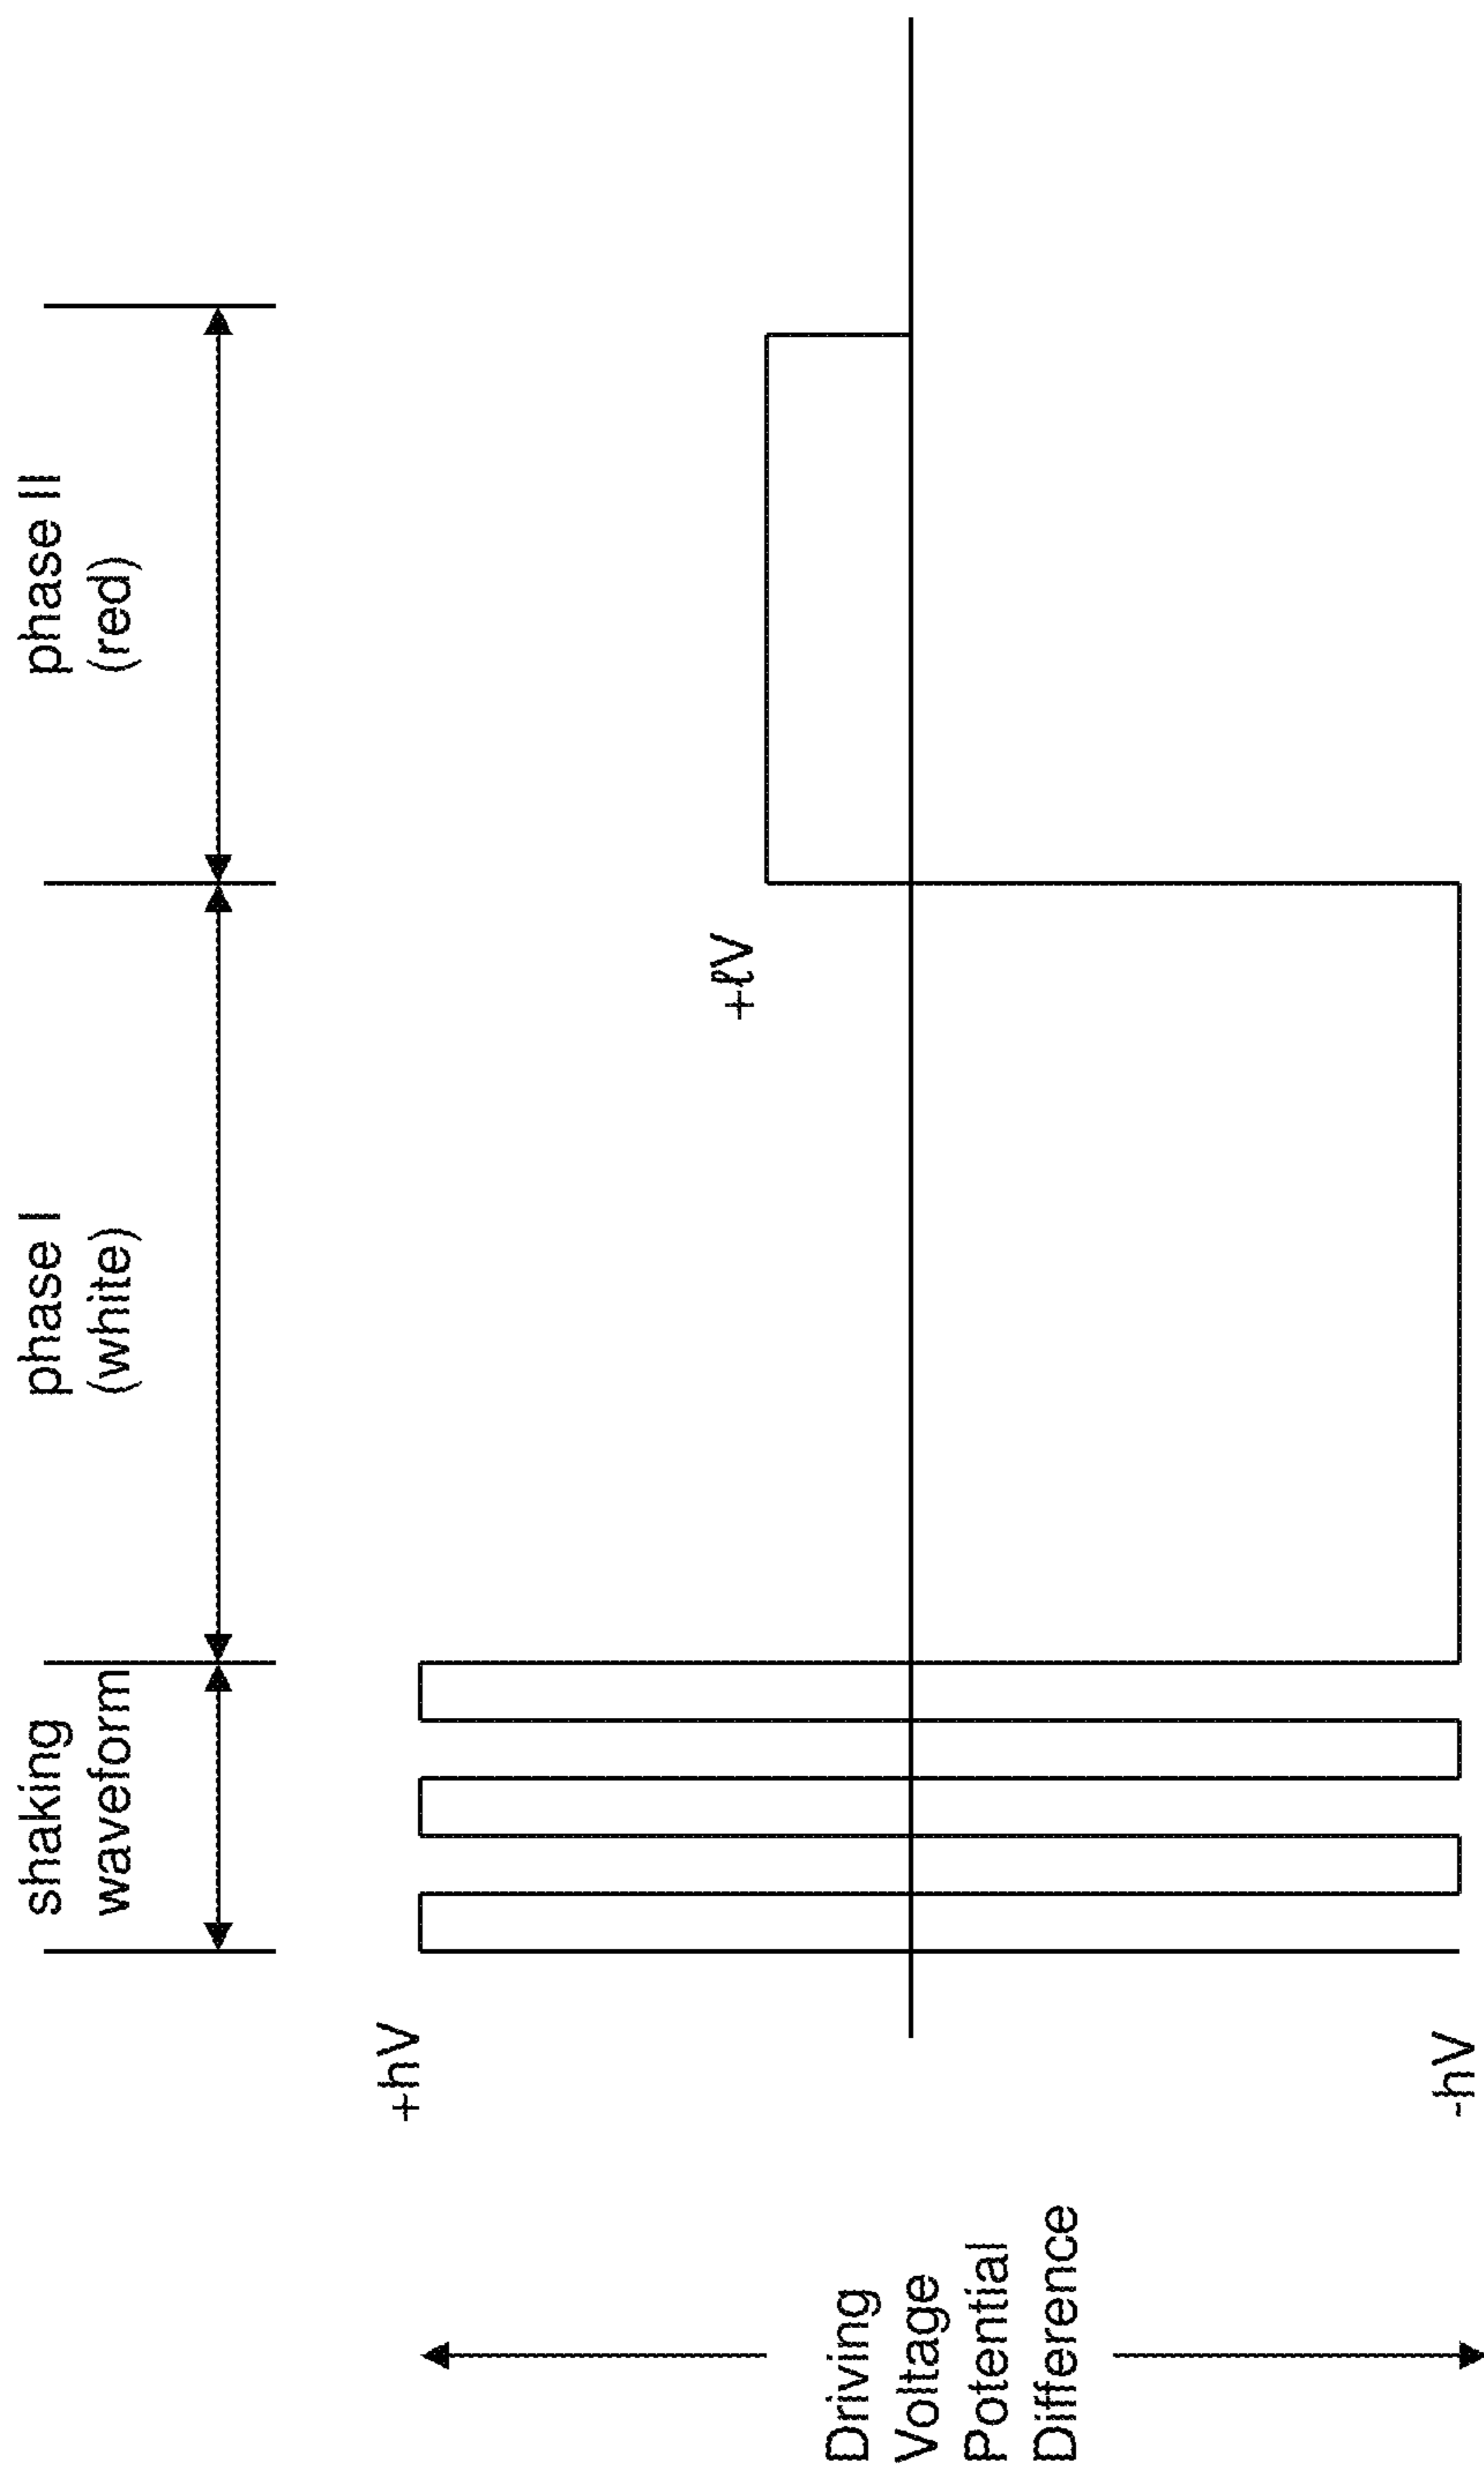 shaking
waveform
phase I
(white)
phase II
(red)
+hV
+ℓV
Driving
Voltage
Potential
Difference
-hV